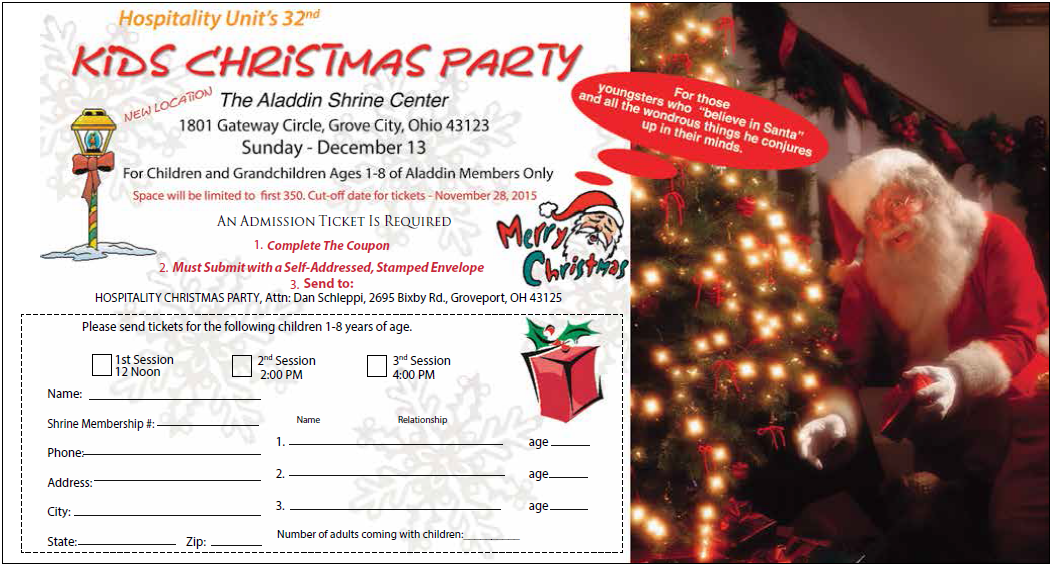 Hospitality Unit's 32nd
KiDS CHRiSTMAS PARTY
NEW LOCATION
The Aladdin Shrine Center
1801 Gateway Circle, Grove City, Ohio 43123
Sunday - December 13
For Children and Grandchildren Ages 1-8 of Aladdin Members Only
Space will be limited to first 350. Cut-off date for tickets - November 28, 2015
AN ADMISSION TICKET IS REQUIRED
1. Complete The Coupon
2. Must Submit with a Self-Addressed, Stamped Envelope
3. Send to:
HOSPITALITY CHRISTMAS PARTY, Attn: Dan Schleppi, 2695 Bixby Rd., Groveport, OH 43125
For those
youngsters who "believe in Santa"
and all the wondrous things he conjures
up in their minds.
Merry
Christmas
Please send tickets for the following children 1-8 years of age.
1st Session
12 Noon
2nd Session
2:00 PM
3nd Session
4:00 PM
Name:
Shrine Membership #:
Phone:
Address:
City:
State: Zip:
Name Relationship
1. age
2. age
3. age
Number of adults coming with children: